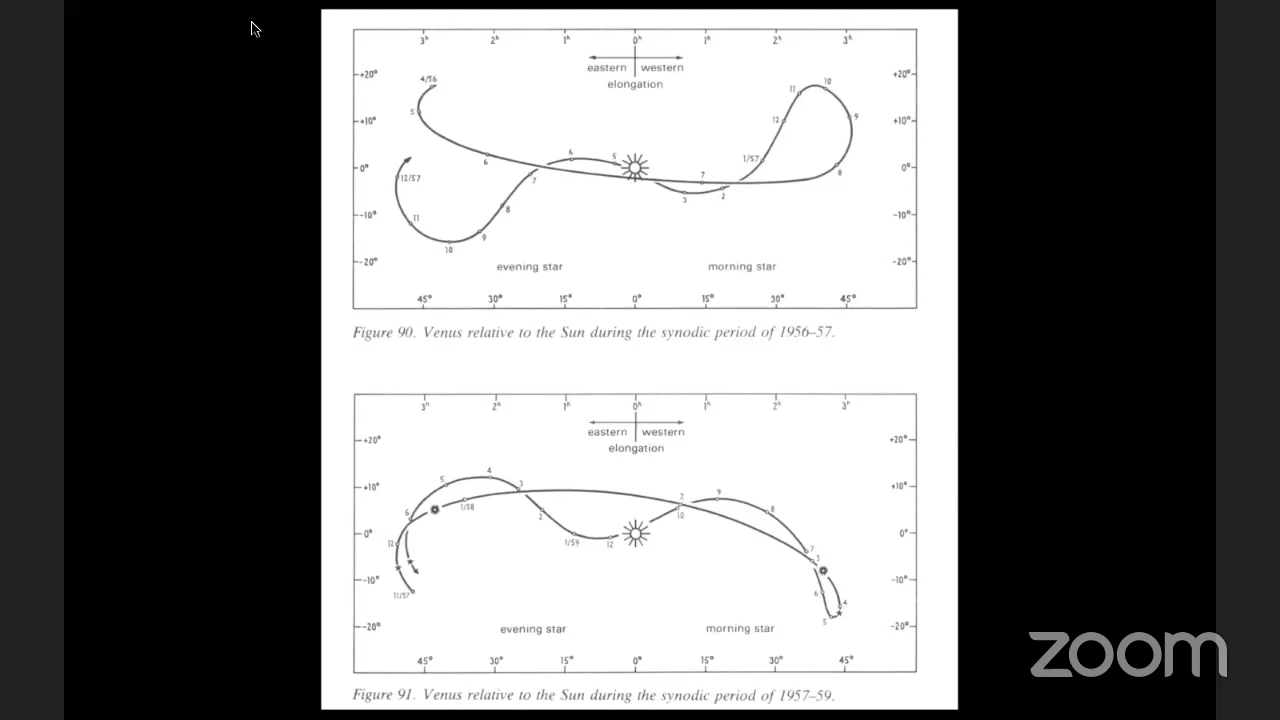 3ʰ 2ʰ 1ʰ 0ʰ 1ʰ 2ʰ 3ʰ
eastern western
elongation
+20° 4/56 11 10 +20°
+10° 5 12 9 +10°
0° 6 6 5 1/57 0°
12/57 7 7 8
3 2
-10° 11 8 -10°
10 9
-20° evening star morning star -20°
45° 30° 15° 0° 15° 30° 45°
Figure 90. Venus relative to the Sun during the synodic period of 1956–57.
3ʰ 2ʰ 1ʰ 0ʰ 1ʰ 2ʰ 3ʰ
eastern western
elongation
+20° +20°
+10° 5 4 3 2 9 +10°
6 1/58 2 10 8
0° 12 1/59 12 7 3 0°
-10° 11/57 6 4 -10°
5
-20° evening star morning star -20°
45° 30° 15° 0° 15° 30° 45°
Figure 91. Venus relative to the Sun during the synodic period of 1957–59.
zoom